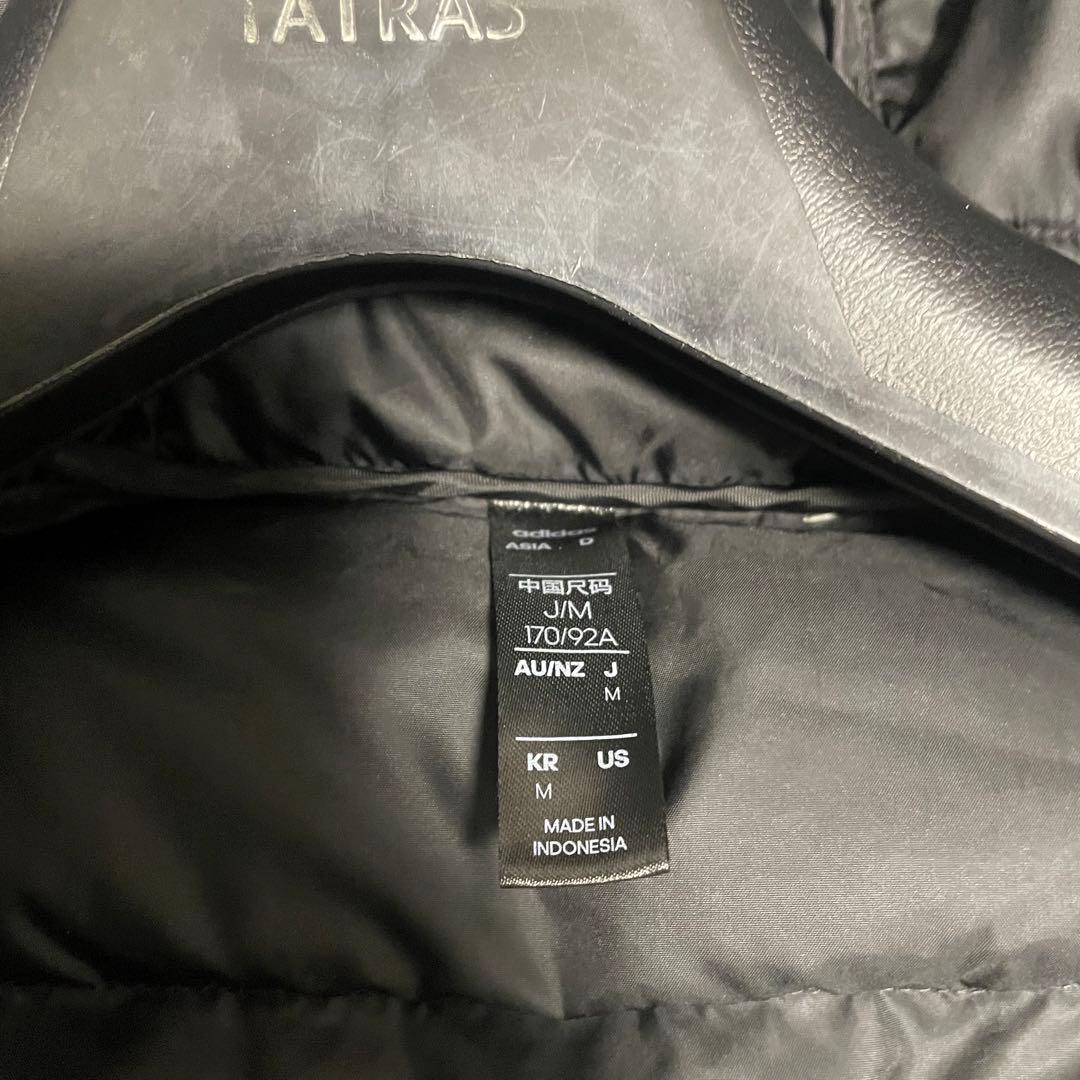 TATRAS
adidas
ASIA D
中国尺码
J/M
170/92A
AU/NZ J
M
KR US
M
MADE IN
INDONESIA